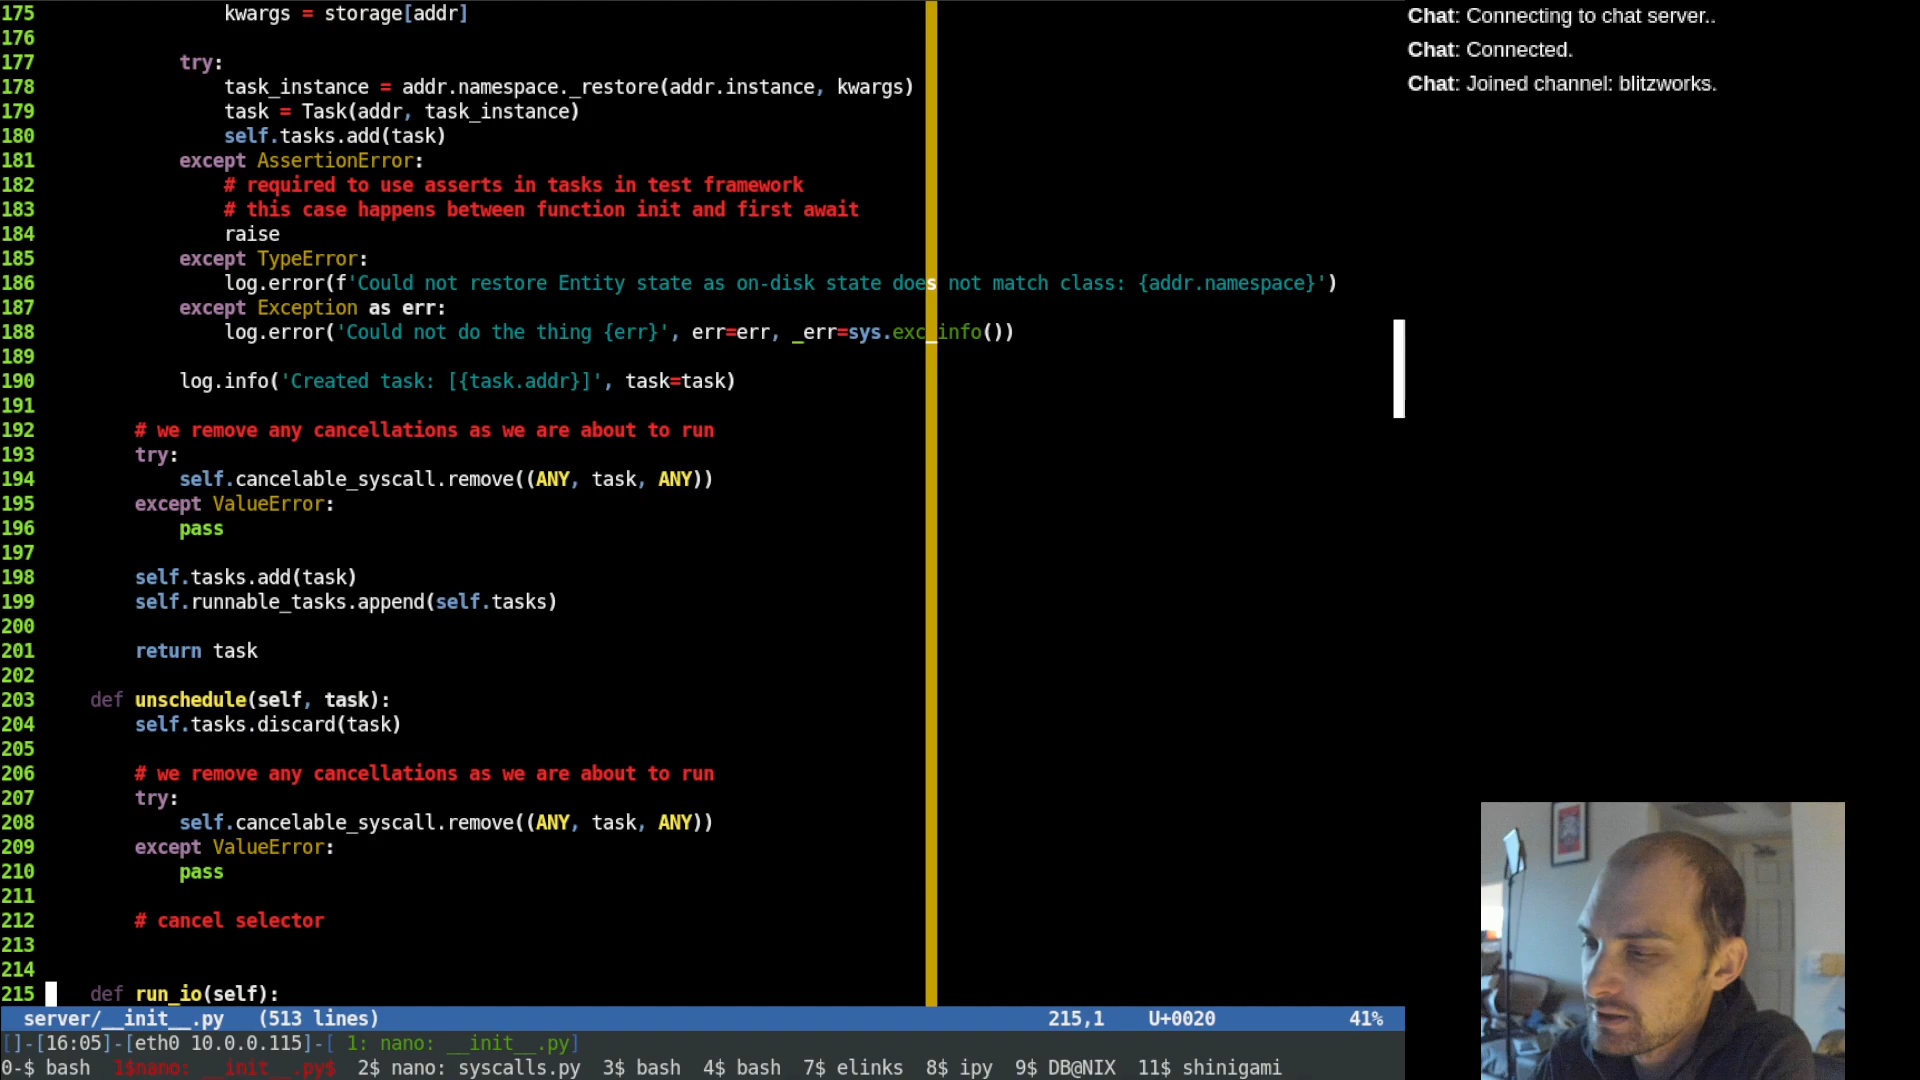 175                 kwargs = storage[addr]
176
177             try:
178                 task_instance = addr.namespace._restore(addr.instance, kwargs)
179                 task = Task(addr, task_instance)
180                 self.tasks.add(task)
181             except AssertionError:
182                 # required to use asserts in tasks in test framework
183                 # this case happens between function init and first await
184                 raise
185             except TypeError:
186                 log.error(f'Could not restore Entity state as on-disk state does not match class: {addr.namespace}')
187             except Exception as err:
188                 log.error('Could not do the thing {err}', err=err, _err=sys.exc_info())
189
190             log.info('Created task: [{task.addr}]', task=task)
191
192         # we remove any cancellations as we are about to run
193         try:
194             self.cancelable_syscall.remove((ANY, task, ANY))
195         except ValueError:
196             pass
197
198         self.tasks.add(task)
199         self.runnable_tasks.append(self.tasks)
200
201         return task
202
203     def unschedule(self, task):
204         self.tasks.discard(task)
205
206         # we remove any cancellations as we are about to run
207         try:
208             self.cancelable_syscall.remove((ANY, task, ANY))
209         except ValueError:
210             pass
211
212         # cancel selector
213
214
215     def run_io(self):
server/__init__.py   (513 lines)   215,1   U+0020   41%
[]-[16:05]-[eth0 10.0.0.115]-[ 1: nano: __init__.py]
0-$ bash  1$nano: __init__.py$  2$ nano: syscalls.py  3$ bash  4$ bash  7$ elinks  8$ ipy  9$ DB@NIX  11$ shinigami
Chat: Connecting to chat server..
Chat: Connected.
Chat: Joined channel: blitzworks.